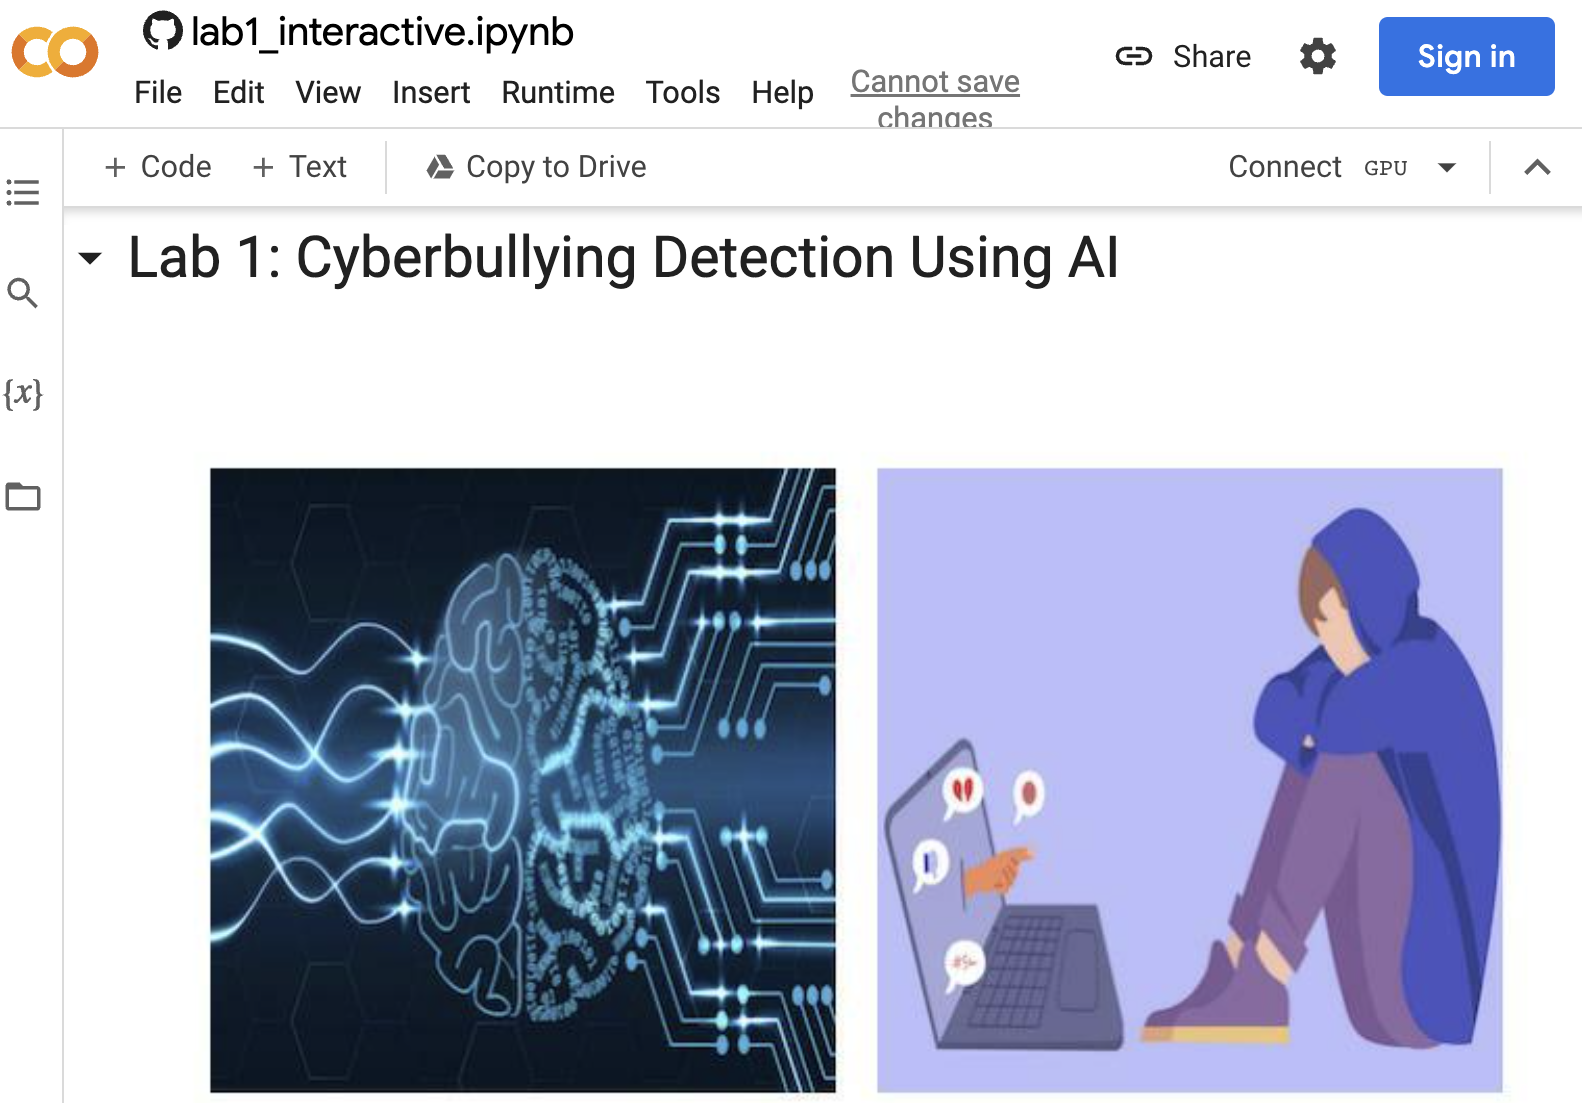 lab1_interactive.ipynb
File Edit View Insert Runtime Tools Help Cannot save changes
Share
Sign in
+ Code + Text Copy to Drive
Connect GPU
{x}
Lab 1: Cyberbullying Detection Using AI